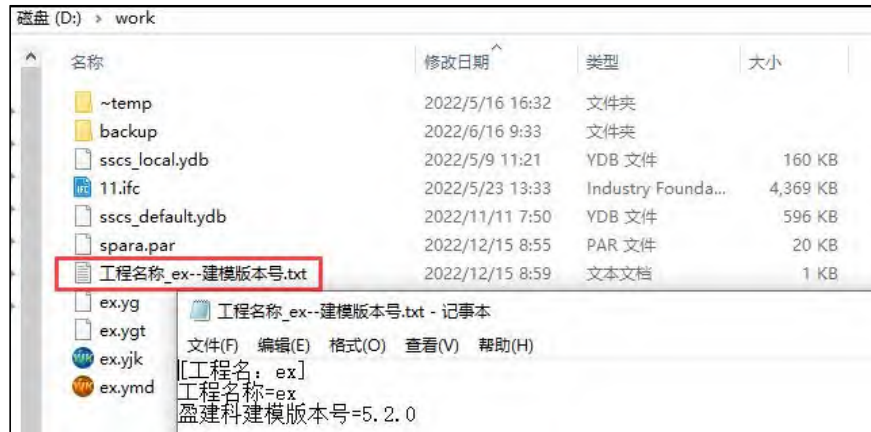 磁盘 (D:) › work
名称 修改日期 类型 大小
~temp 2022/5/16 16:32 文件夹
backup 2022/6/16 9:33 文件夹
sscs_local.ydb 2022/5/9 11:21 YDB 文件 160 KB
11.ifc 2022/5/23 13:33 Industry Founda... 4,369 KB
sscs_default.ydb 2022/11/11 7:50 YDB 文件 596 KB
spara.par 2022/12/15 8:55 PAR 文件 20 KB
工程名称_ex--建模版本号.txt 2022/12/15 8:59 文本文档 1 KB
ex.yg
ex.ygt
ex.yjk
ex.ymd
工程名称_ex--建模版本号.txt - 记事本
文件(F) 编辑(E) 格式(O) 查看(V) 帮助(H)
[工程名: ex]
工程名称=ex
盈建科建模版本号=5.2.0